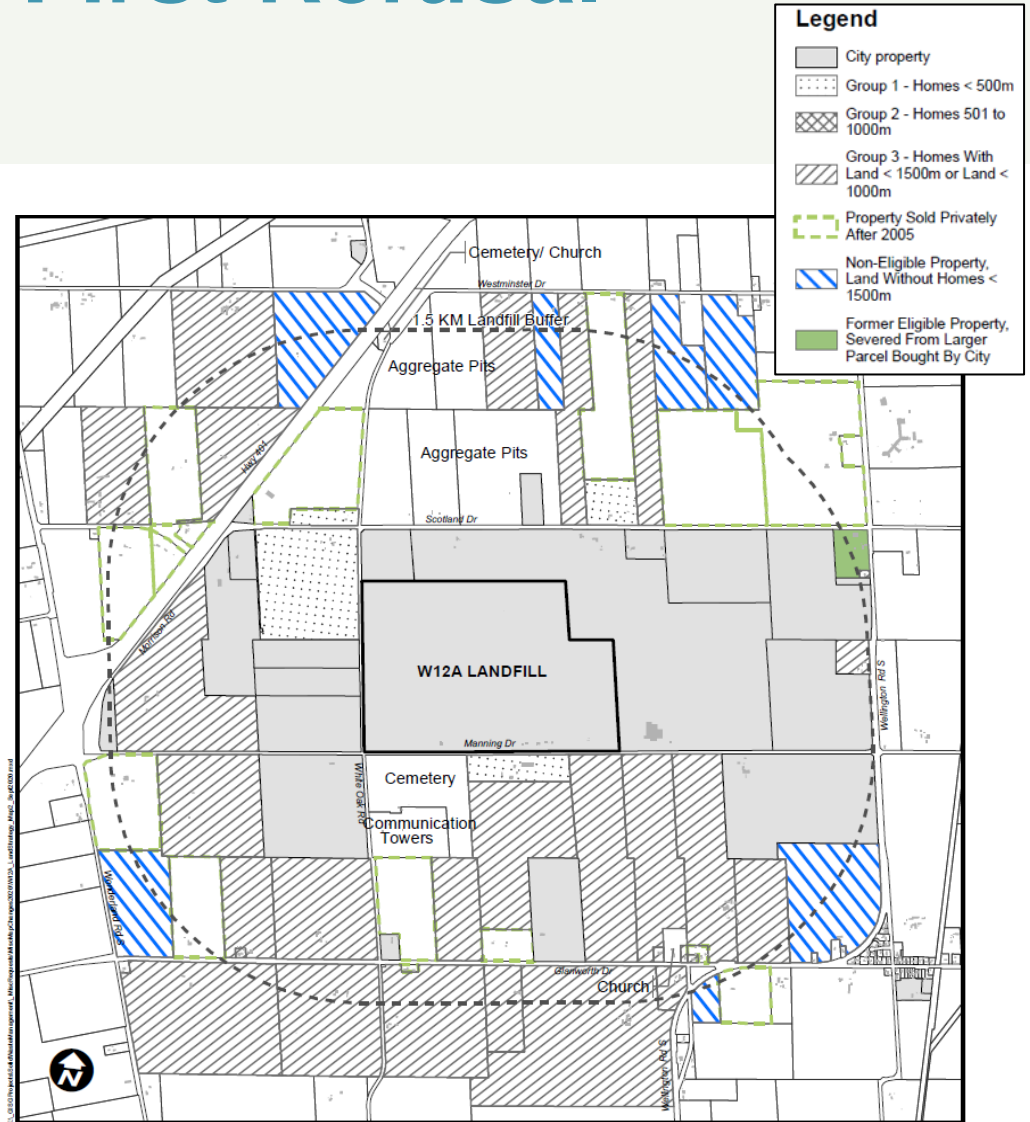 First Refusal
Legend
City property
Group 1 - Homes < 500m
Group 2 - Homes 501 to
1000m
Group 3 - Homes With
Land < 1500m or Land <
1000m
Property Sold Privately
After 2005
Non-Eligible Property,
Land Without Homes <
1500m
Former Eligible Property,
Severed From Larger
Parcel Bought By City
Cemetery/ Church
Westminster Dr
1.5 KM Landfill Buffer
Aggregate Pits
Hwy 401
Aggregate Pits
Scotland Dr
Morrison Rd
W12A LANDFILL
Wellington Rd S
Manning Dr
White Oak Rd
Cemetery
Communication
Towers
Wonderland Rd S
Glanworth Dr
Church
Wellington Rd S
N